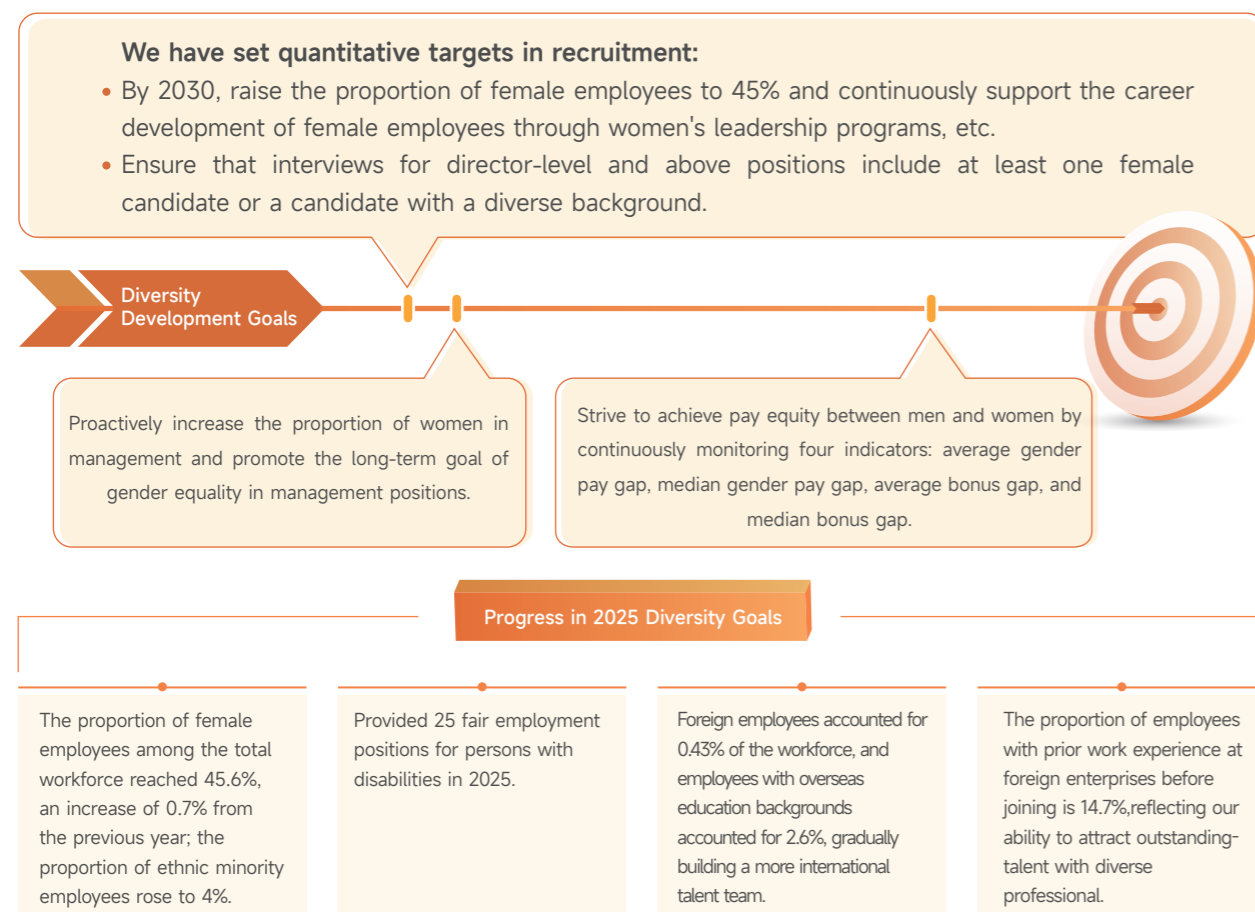 We have set quantitative targets in recruitment:
• By 2030, raise the proportion of female employees to 45% and continuously support the career
development of female employees through women's leadership programs, etc.
• Ensure that interviews for director-level and above positions include at least one female
candidate or a candidate with a diverse background.
Diversity
Development Goals
Proactively increase the proportion of women in
management and promote the long-term goal of
gender equality in management positions.
Strive to achieve pay equity between men and women by
continuously monitoring four indicators: average gender
pay gap, median gender pay gap, average bonus gap, and
median bonus gap.
Progress in 2025 Diversity Goals
The proportion of female
employees among the total
workforce reached 45.6%,
an increase of 0.7% from
the previous year; the
proportion of ethnic minority
employees rose to 4%.
Provided 25 fair employment
positions for persons with
disabilities in 2025.
Foreign employees accounted for
0.43% of the workforce, and
employees with overseas
education backgrounds
accounted for 2.6%, gradually
building a more international
talent team.
The proportion of employees
with prior work experience at
foreign enterprises before
joining is 14.7%,reflecting our
ability to attract outstanding-
talent with diverse
professional.